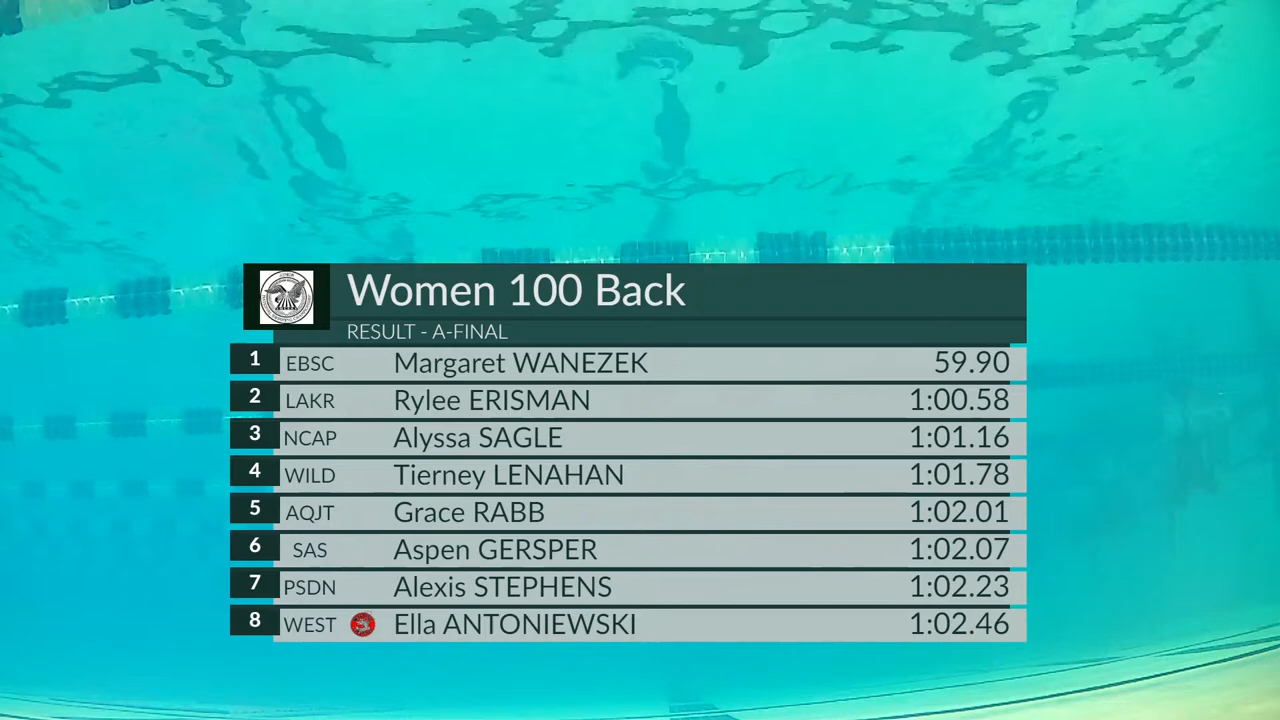 Women 100 Back
RESULT - A-FINAL
1 EBSC Margaret WANEZEK 59.90
2 LAKR Rylee ERISMAN 1:00.58
3 NCAP Alyssa SAGLE 1:01.16
4 WILD Tierney LENAHAN 1:01.78
5 AQJT Grace RABB 1:02.01
6 SAS Aspen GERSPER 1:02.07
7 PSDN Alexis STEPHENS 1:02.23
8 WEST Ella ANTONIEWSKI 1:02.46